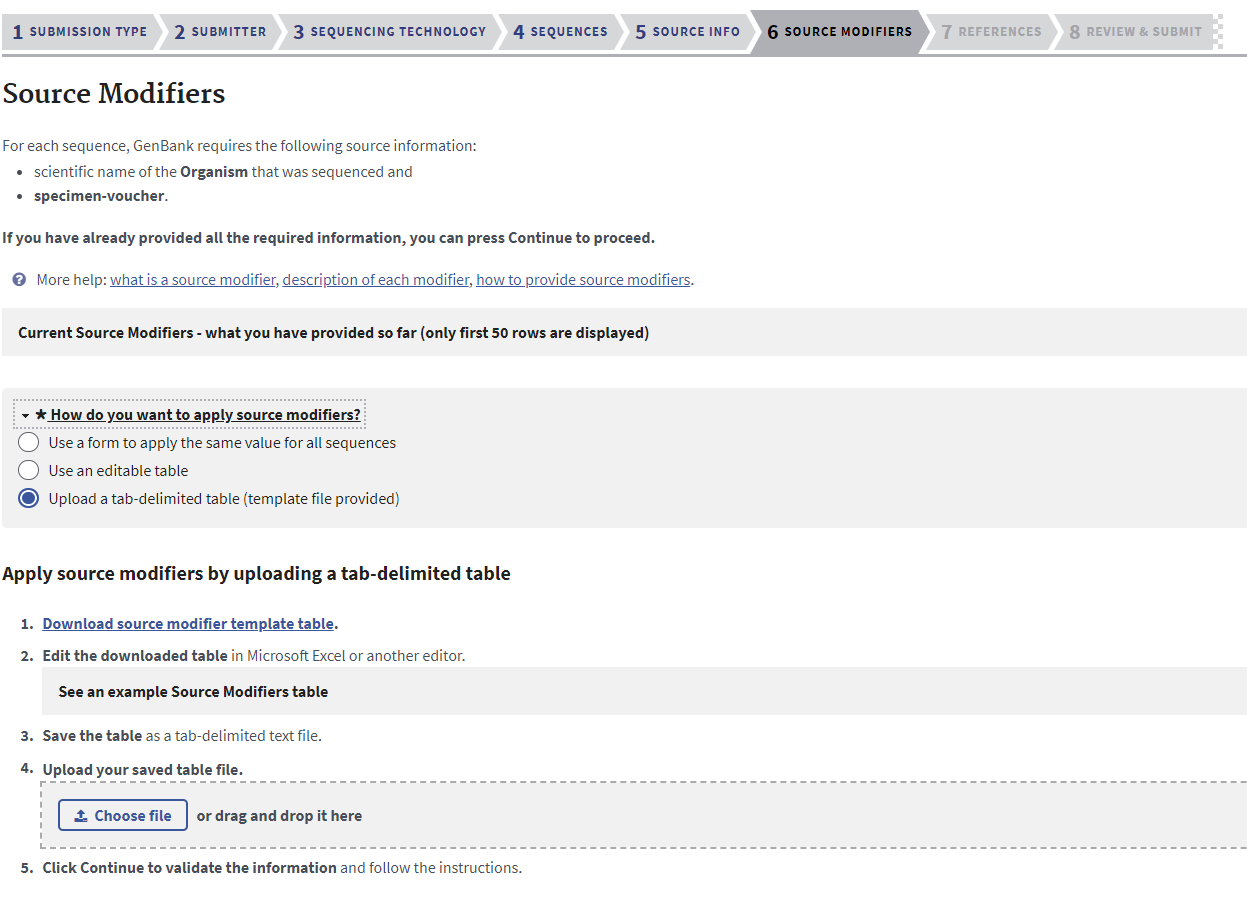 1 SUBMISSION TYPE 2 SUBMITTER 3 SEQUENCING TECHNOLOGY 4 SEQUENCES 5 SOURCE INFO 6 SOURCE MODIFIERS 7 REFERENCES 8 REVIEW & SUBMIT
Source Modifiers
For each sequence, GenBank requires the following source information:
• scientific name of the Organism that was sequenced and
• specimen-voucher.
If you have already provided all the required information, you can press Continue to proceed.
? More help: what is a source modifier, description of each modifier, how to provide source modifiers.
Current Source Modifiers - what you have provided so far (only first 50 rows are displayed)
★ How do you want to apply source modifiers?
Use a form to apply the same value for all sequences
Use an editable table
Upload a tab-delimited table (template file provided)
Apply source modifiers by uploading a tab-delimited table
1. Download source modifier template table.
2. Edit the downloaded table in Microsoft Excel or another editor.
See an example Source Modifiers table
3. Save the table as a tab-delimited text file.
4. Upload your saved table file.
Choose file or drag and drop it here
5. Click Continue to validate the information and follow the instructions.